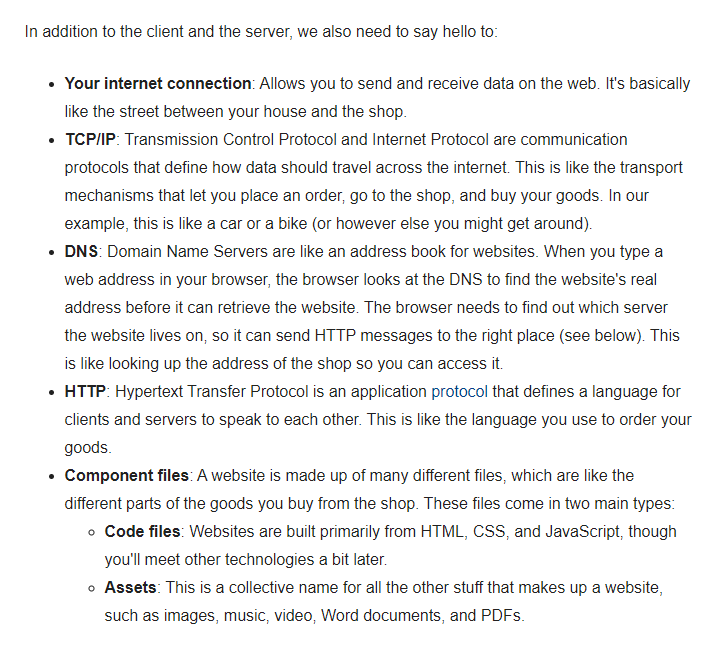 In addition to the client and the server, we also need to say hello to:
• Your internet connection: Allows you to send and receive data on the web. It's basically
like the street between your house and the shop.
• TCP/IP: Transmission Control Protocol and Internet Protocol are communication
protocols that define how data should travel across the internet. This is like the transport
mechanisms that let you place an order, go to the shop, and buy your goods. In our
example, this is like a car or a bike (or however else you might get around).
• DNS: Domain Name Servers are like an address book for websites. When you type a
web address in your browser, the browser looks at the DNS to find the website's real
address before it can retrieve the website. The browser needs to find out which server
the website lives on, so it can send HTTP messages to the right place (see below). This
is like looking up the address of the shop so you can access it.
• HTTP: Hypertext Transfer Protocol is an application protocol that defines a language for
clients and servers to speak to each other. This is like the language you use to order your
goods.
• Component files: A website is made up of many different files, which are like the
different parts of the goods you buy from the shop. These files come in two main types:
◦ Code files: Websites are built primarily from HTML, CSS, and JavaScript, though
you'll meet other technologies a bit later.
◦ Assets: This is a collective name for all the other stuff that makes up a website,
such as images, music, video, Word documents, and PDFs.